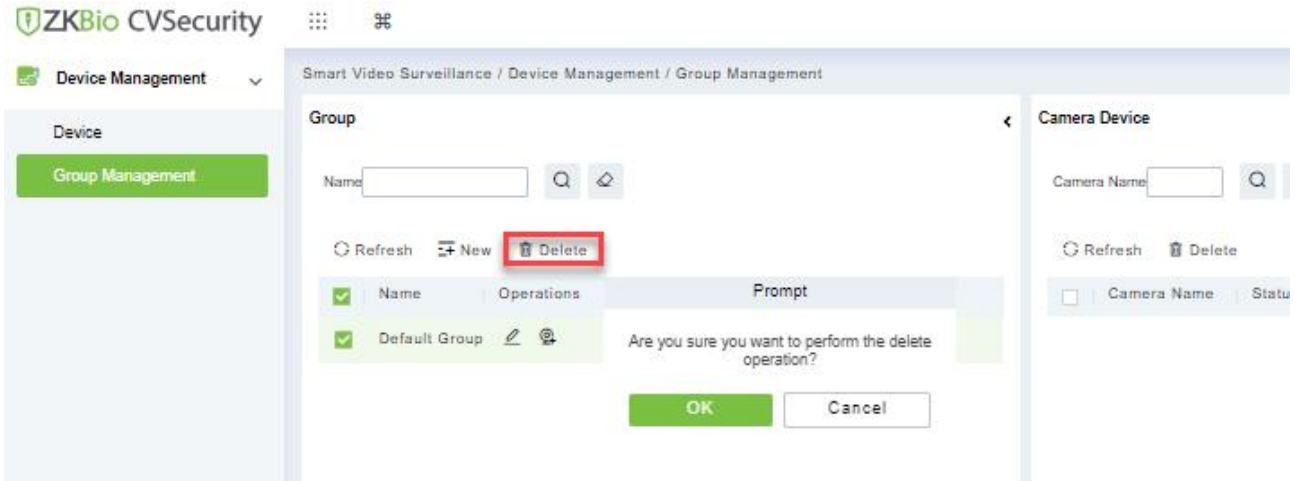 ZKBio CVSecurity
Device Management
Device
Group Management
Smart Video Surveillance / Device Management / Group Management
Group
Name
Refresh New Delete
Name Operations
Default Group
Prompt
Are you sure you want to perform the delete
operation?
OK Cancel
Camera Device
Camera Name
Refresh Delete
Camera Name Statu